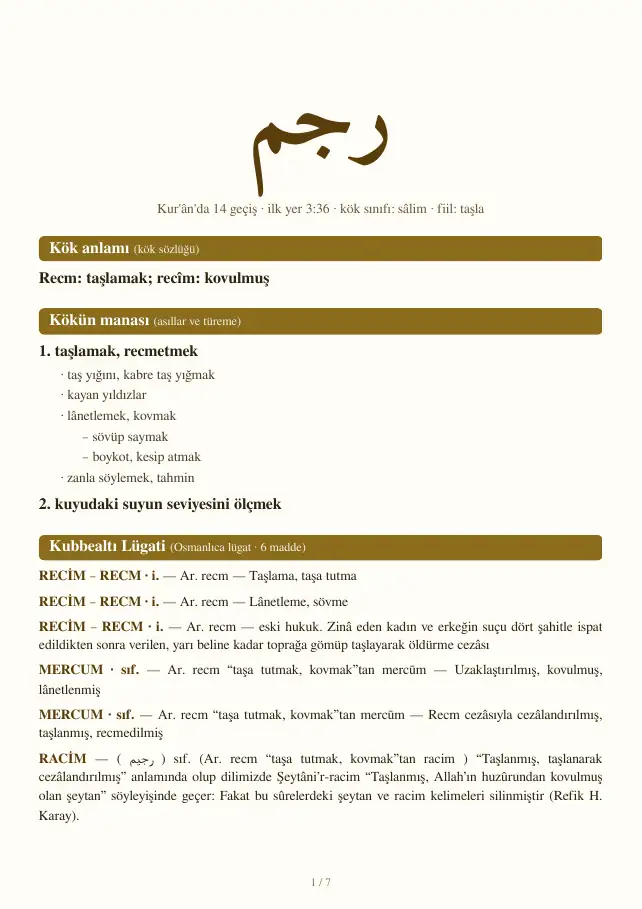 رجم
Kur'ân'da 14 geçiş · ilk yer 3:36 · kök sınıfı: sâlim · fiil: taşla
Kök anlamı (kök sözlüğü)
Recm: taşlamak; recîm: kovulmuş
Kökün manası (asıllar ve türeme)
1. taşlamak, recmetmek
· taş yığını, kabre taş yığmak
· kayan yıldızlar
· lânetlemek, kovmak
– sövüp saymak
– boykot, kesip atmak
· zanla söylemek, tahmin
2. kuyudaki suyun seviyesini ölçmek
Kubbealtı Lügati (Osmanlıca lügat · 6 madde)
RECİM – RECM · i. — Ar. recm — Taşlama, taşa tutma
RECİM – RECM · i. — Ar. recm — Lânetleme, sövme
RECİM – RECM · i. — Ar. recm — eski hukuk. Zinâ eden kadın ve erkeğin suçu dört şahitle ispat
edildikten sonra verilen, yarı beline kadar toprağa gömüp taşlayarak öldürme cezâsı
MERCUM · sıf. — Ar. recm “taşa tutmak, kovmak”tan mercūm — Uzaklaştırılmış, kovulmuş,
lânetlenmiş
MERCUM · sıf. — Ar. recm “taşa tutmak, kovmak”tan mercūm — Recm cezâsıyla cezâlandırılmış,
taşlanmış, recmedilmiş
RACİM — ( رجيم ) sıf. (Ar. recm “taşa tutmak, kovmak”tan racіm ) “Taşlanmış, taşlanarak
cezâlandırılmış” anlamında olup dilimizde Şeytâni’r-racim “Taşlanmış, Allah’ın huzûrundan kovulmuş
olan şeytan” söyleyişinde geçer: Fakat bu sûrelerdeki şeytan ve racim kelimeleri silinmiştir (Refik H.
Karay).
1 / 7